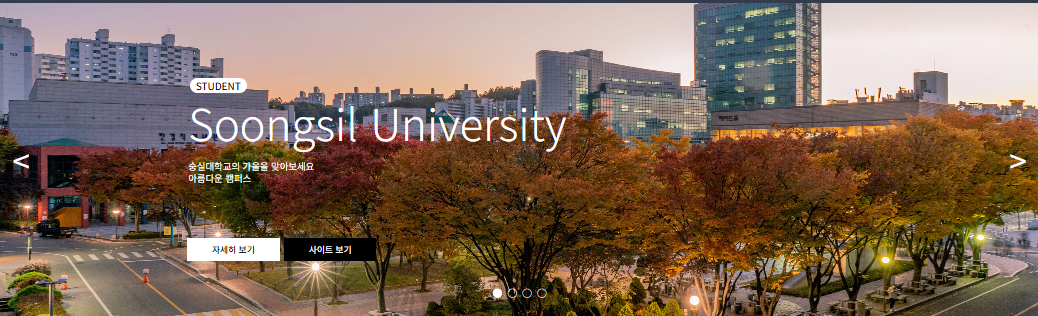 STUDENT
Soongsil University
숭실대학교의 가을을 맞아보세요
아름다운 캠퍼스
<
>
자세히 보기
사이트 보기